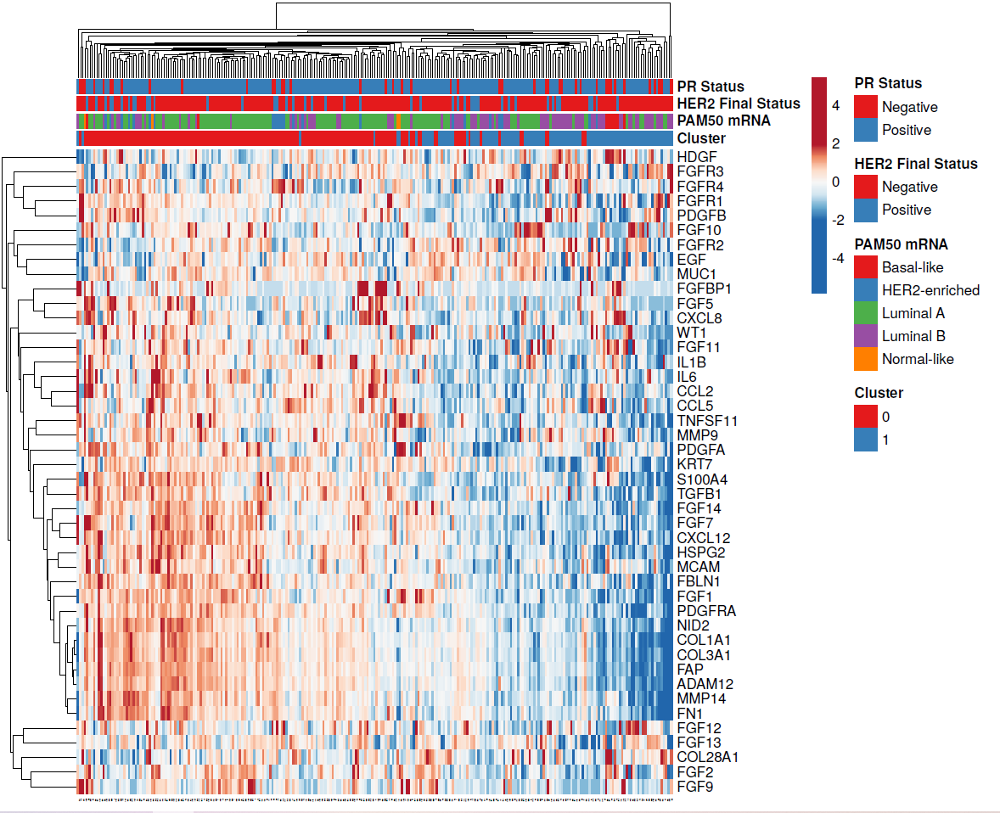 PR Status
HER2 Final Status
PAM50 mRNA
Cluster
HDGF
FGFR3
FGFR4
FGFR1
PDGFB
FGF10
FGFR2
EGF
MUC1
FGFBP1
FGF5
CXCL8
WT1
FGF11
IL1B
IL6
CCL2
CCL5
TNFSF11
MMP9
PDGFA
KRT7
S100A4
TGFB1
FGF14
FGF7
CXCL12
HSPG2
MCAM
FBLN1
FGF1
PDGFRA
NID2
COL1A1
COL3A1
FAP
ADAM12
MMP14
FN1
FGF12
FGF13
COL28A1
FGF2
FGF9
4
2
0
-2
-4
PR Status
Negative
Positive
HER2 Final Status
Negative
Positive
PAM50 mRNA
Basal-like
HER2-enriched
Luminal A
Luminal B
Normal-like
Cluster
0
1